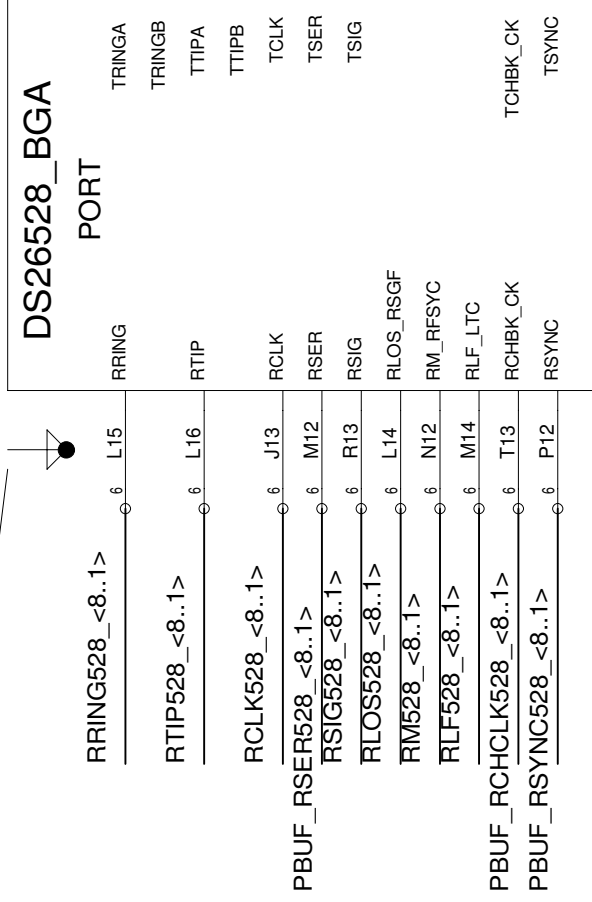 DS26528_BGA
PORT
RRING528_<8..1> 6 L15 RRING TRINGA
TRINGB
RTIP528_<8..1> 6 L16 RTIP TTIPA
TTIPB
RCLK528_<8..1> 6 J13 RCLK TCLK
PBUF_RSER528_<8..1> 6 M12 RSER TSER
RSIG528_<8..1> 6 R13 RSIG TSIG
RLOS528_<8..1> 6 L14 RLOS_RSGF
RM528_<8..1> 6 N12 RM_RFSYC
RLF528_<8..1> 6 M14 RLF_LTC
PBUF_RCHCLK528_<8..1> 6 T13 RCHBK_CK TCHBK_CK
PBUF_RSYNC528_<8..1> 6 P12 RSYNC TSYNC